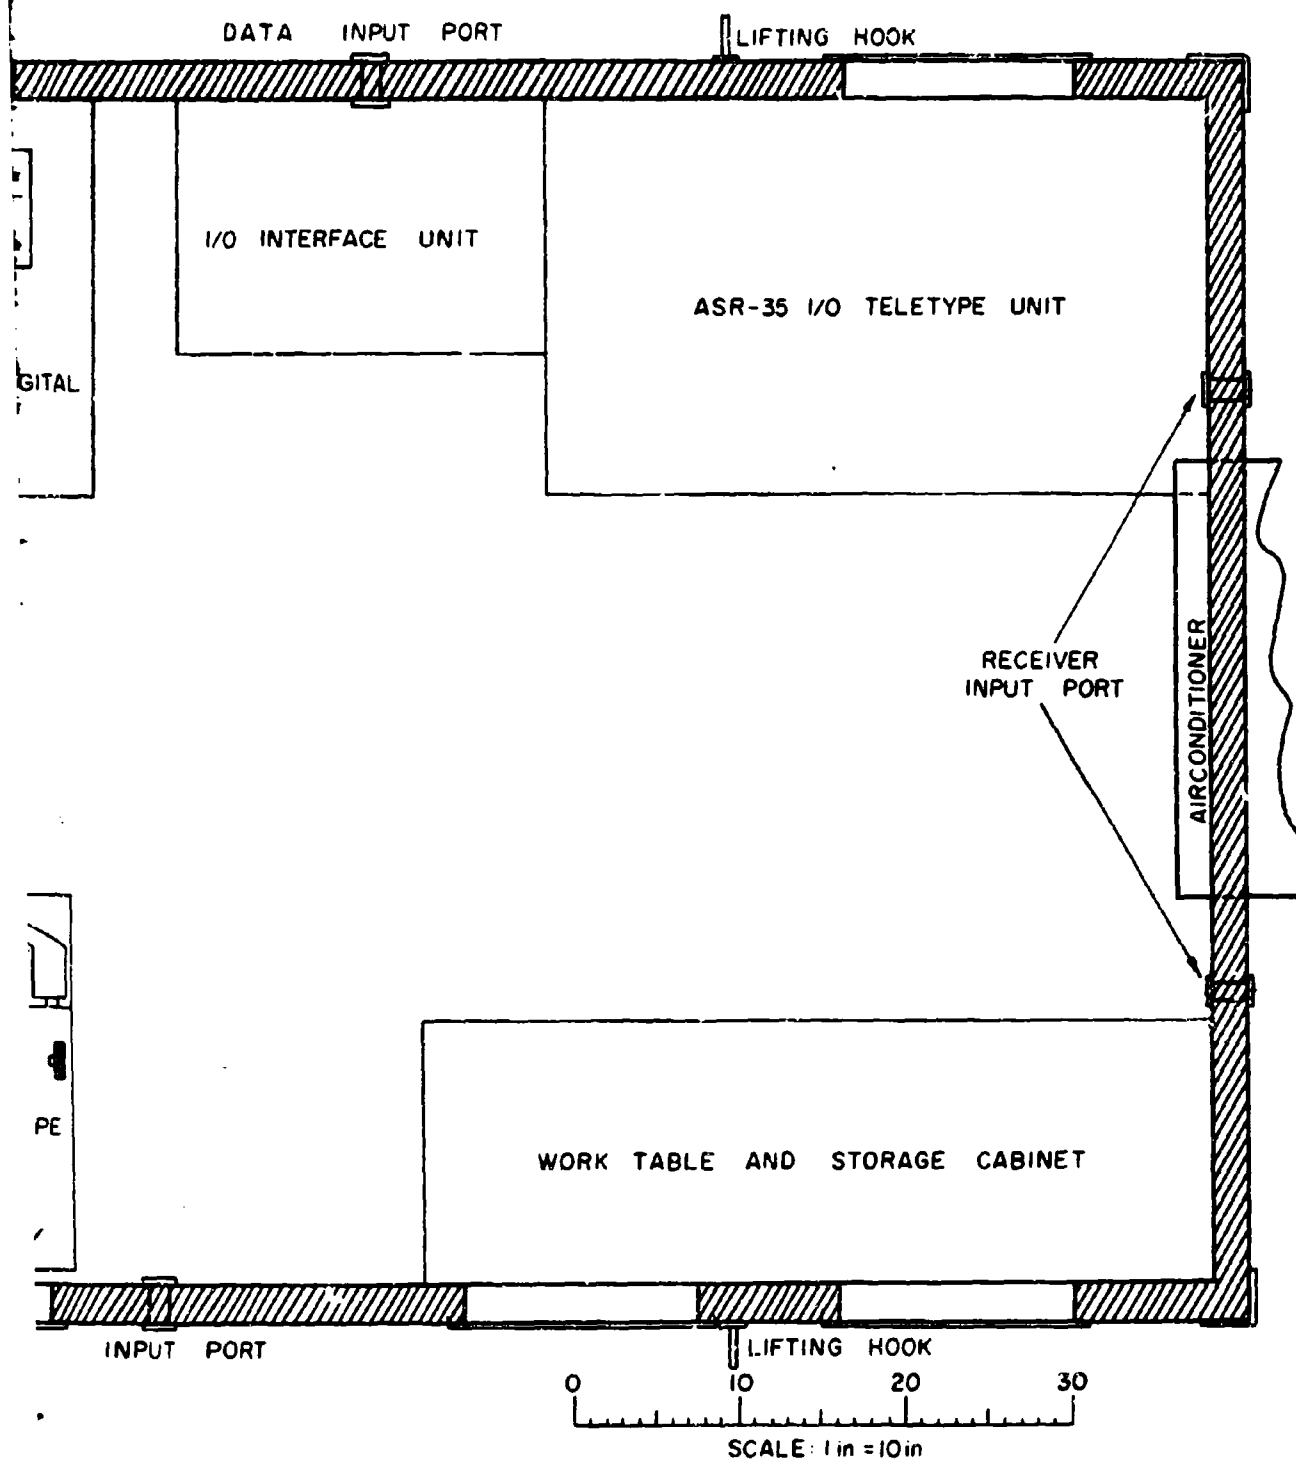 DATA INPUT PORT
LIFTING HOOK
I/O INTERFACE UNIT
ASR-35 I/O TELETYPE UNIT
GITAL
RECEIVER
INPUT PORT
AIRCONDITIONER
PE
WORK TABLE AND STORAGE CABINET
INPUT PORT
LIFTING HOOK
0 10 20 30
SCALE: 1 in = 10 in